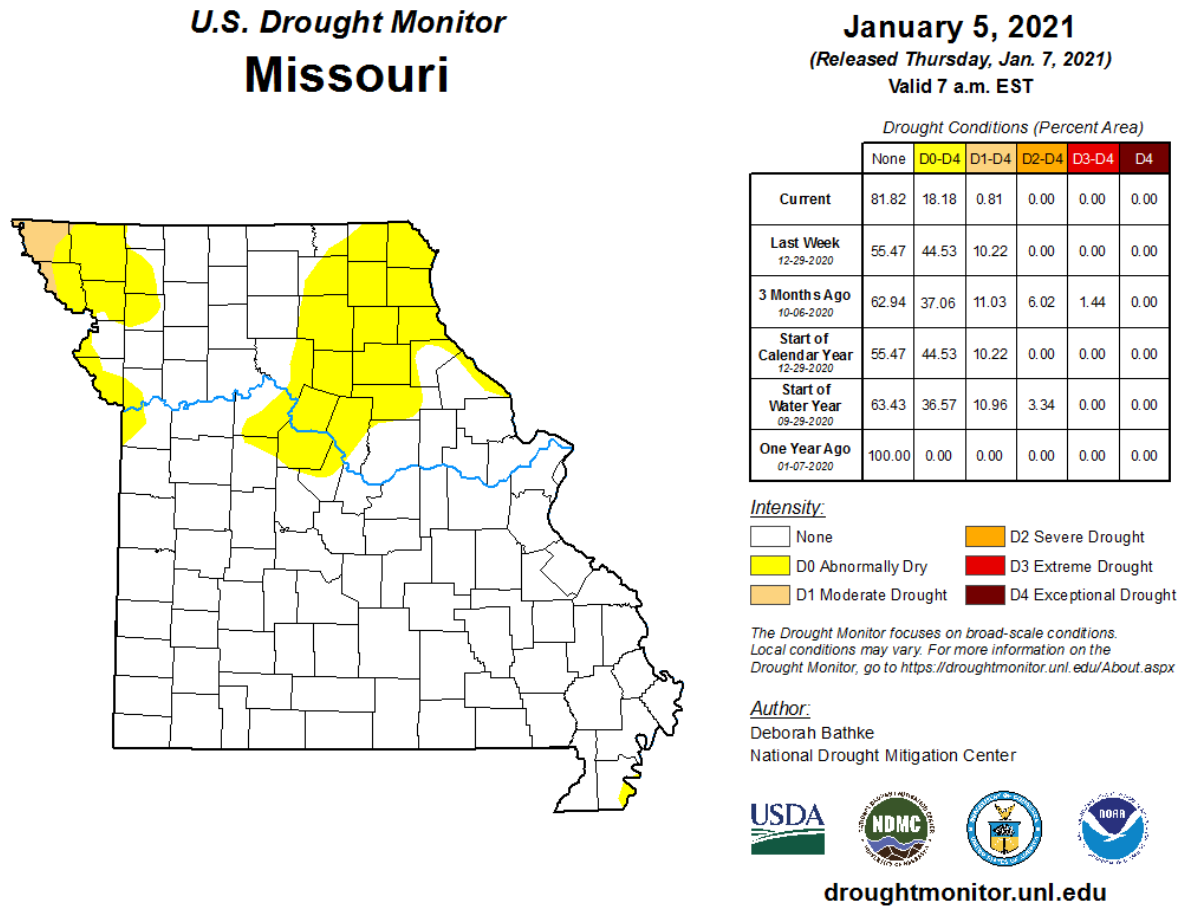 U.S. Drought Monitor
Missouri
January 5, 2021
(Released Thursday, Jan. 7, 2021)
Valid 7 a.m. EST
Drought Conditions (Percent Area)
None D0-D4 D1-D4 D2-D4 D3-D4 D4
Current 81.82 18.18 0.81 0.00 0.00 0.00
Last Week
12-29-2020 55.47 44.53 10.22 0.00 0.00 0.00
3 Months Ago
10-06-2020 62.94 37.06 11.03 6.02 1.44 0.00
Start of
Calendar Year
12-29-2020 55.47 44.53 10.22 0.00 0.00 0.00
Start of
Water Year
09-29-2020 63.43 36.57 10.96 3.34 0.00 0.00
One Year Ago
01-07-2020 100.00 0.00 0.00 0.00 0.00 0.00
Intensity:
None
D0 Abnormally Dry
D1 Moderate Drought
D2 Severe Drought
D3 Extreme Drought
D4 Exceptional Drought
The Drought Monitor focuses on broad-scale conditions.
Local conditions may vary. For more information on the
Drought Monitor, go to https://droughtmonitor.unl.edu/About.aspx
Author:
Deborah Bathke
National Drought Mitigation Center
USDA
NDMC
NOAA
droughtmonitor.unl.edu